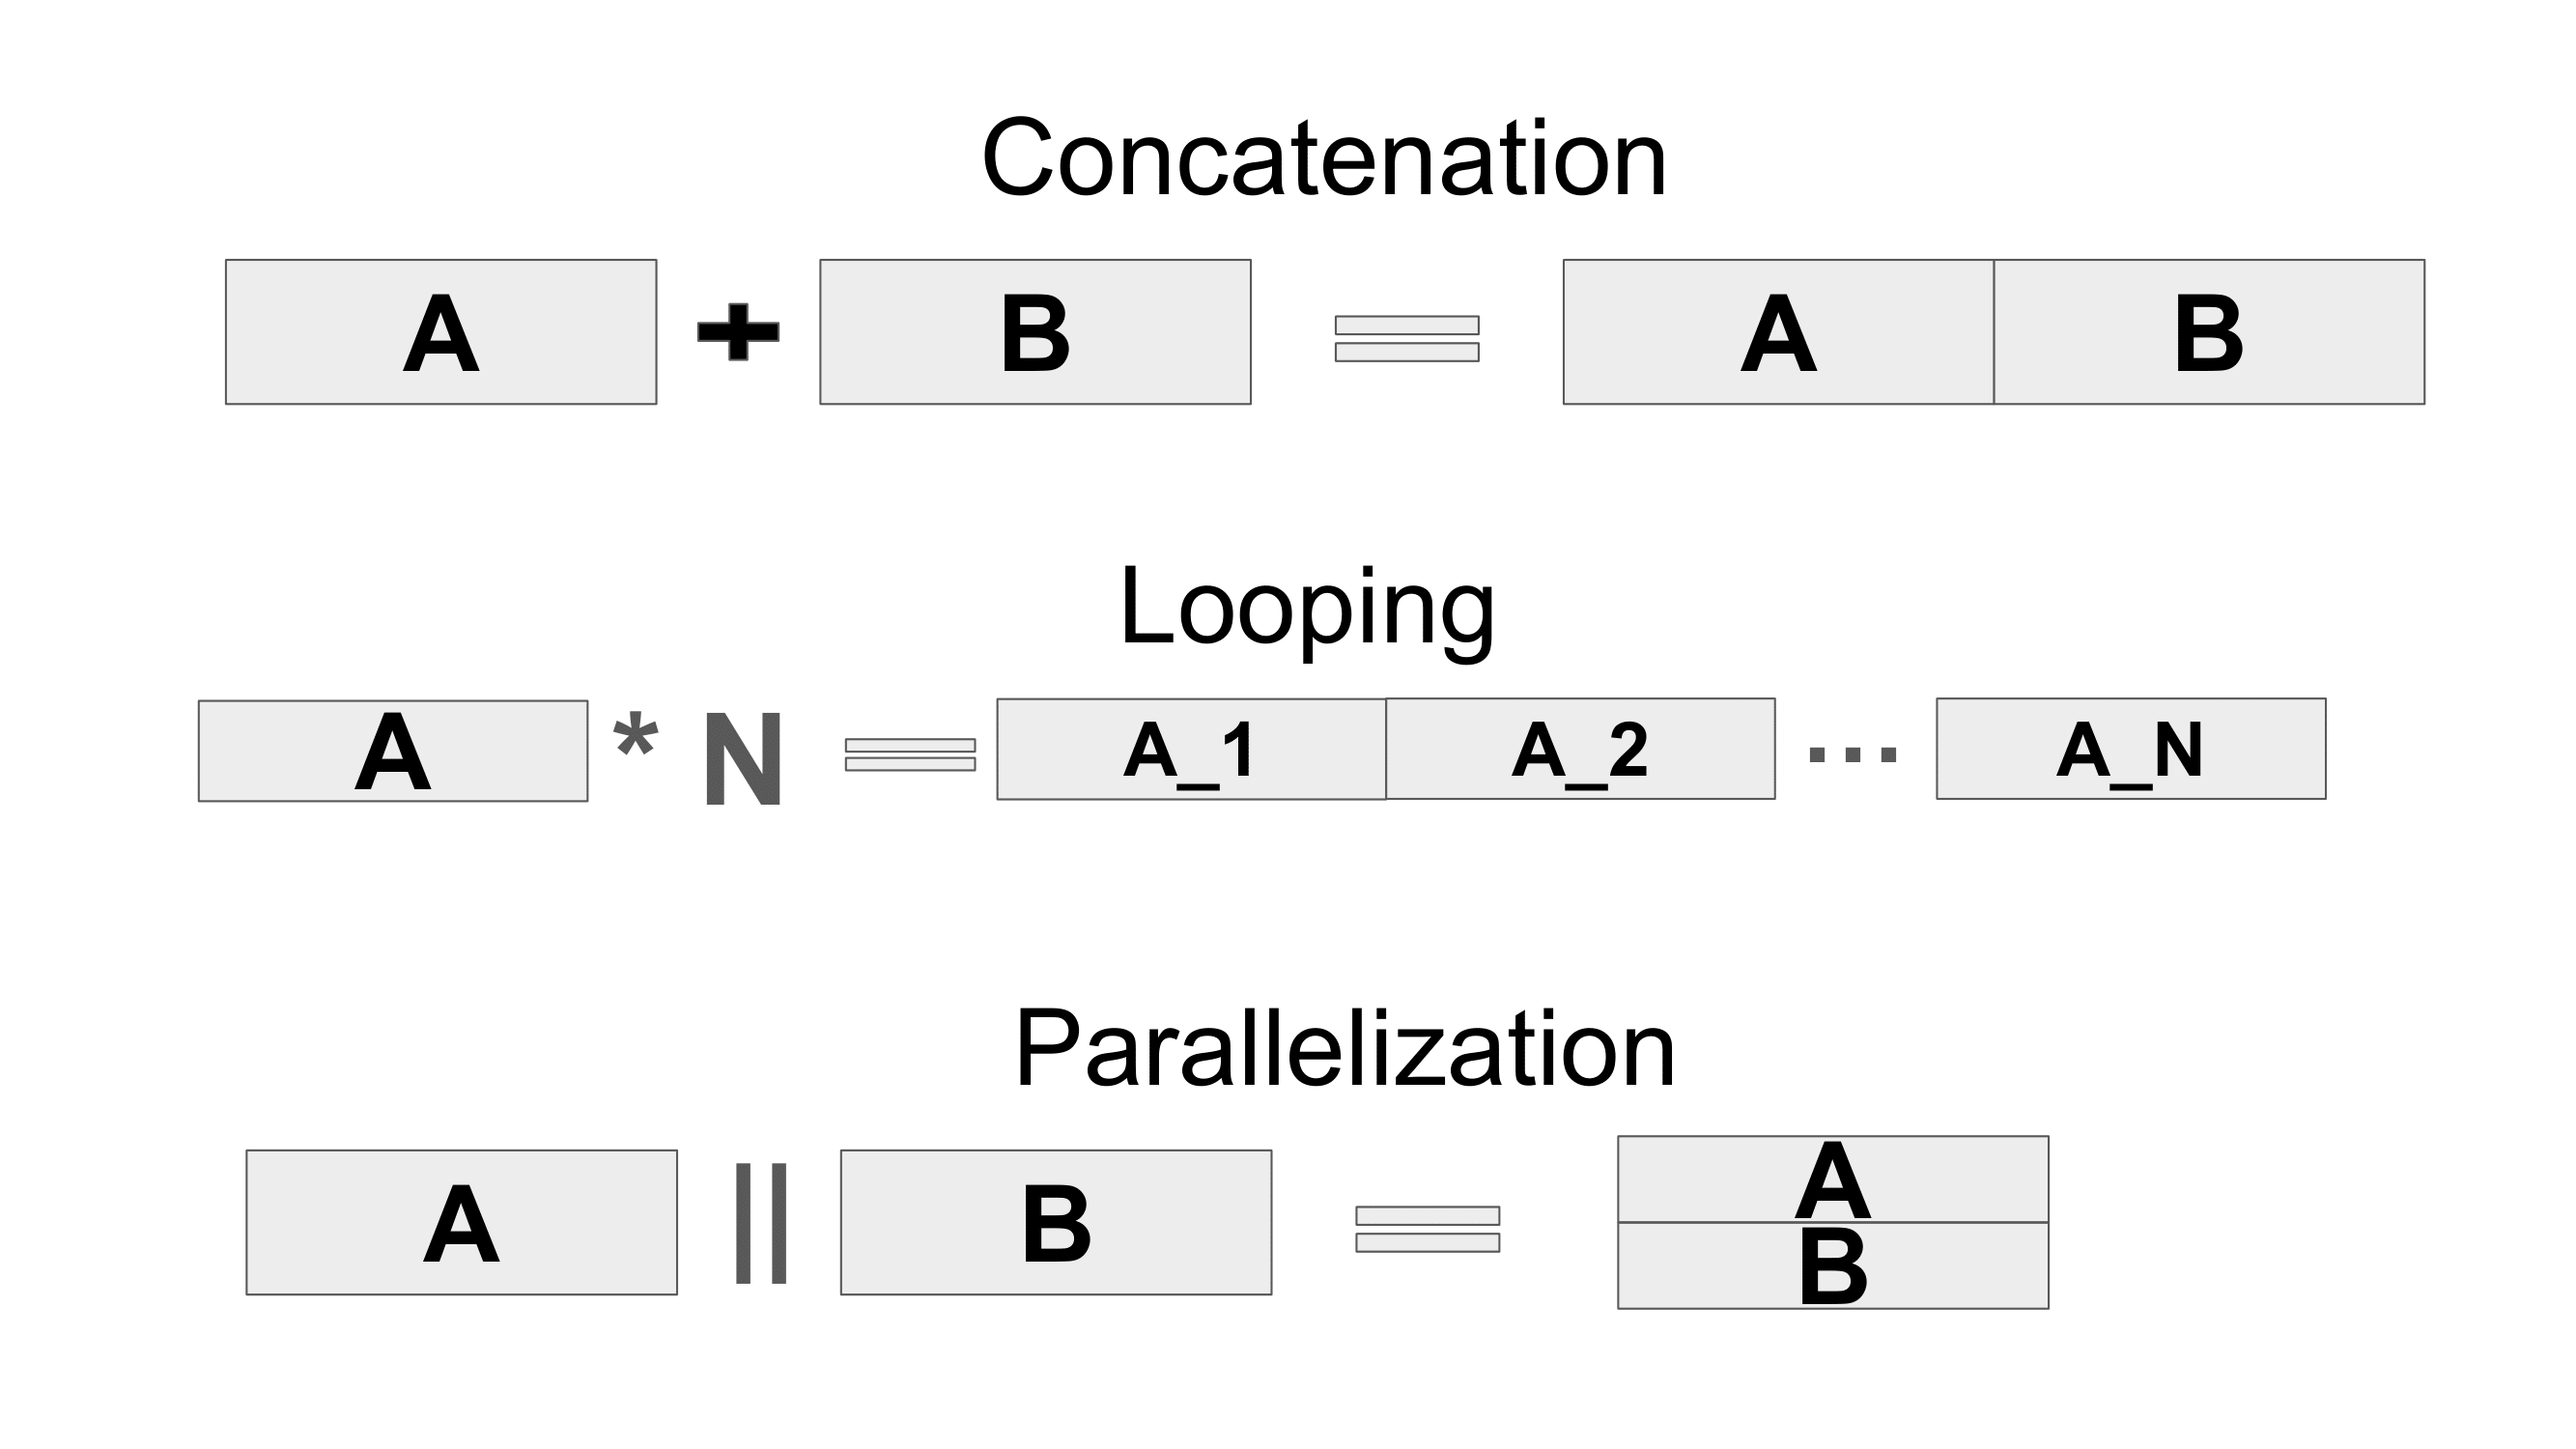 Concatenation
A + B = A B
Looping
A * N = A_1 A_2 ... A_N
Parallelization
A || B = A
B